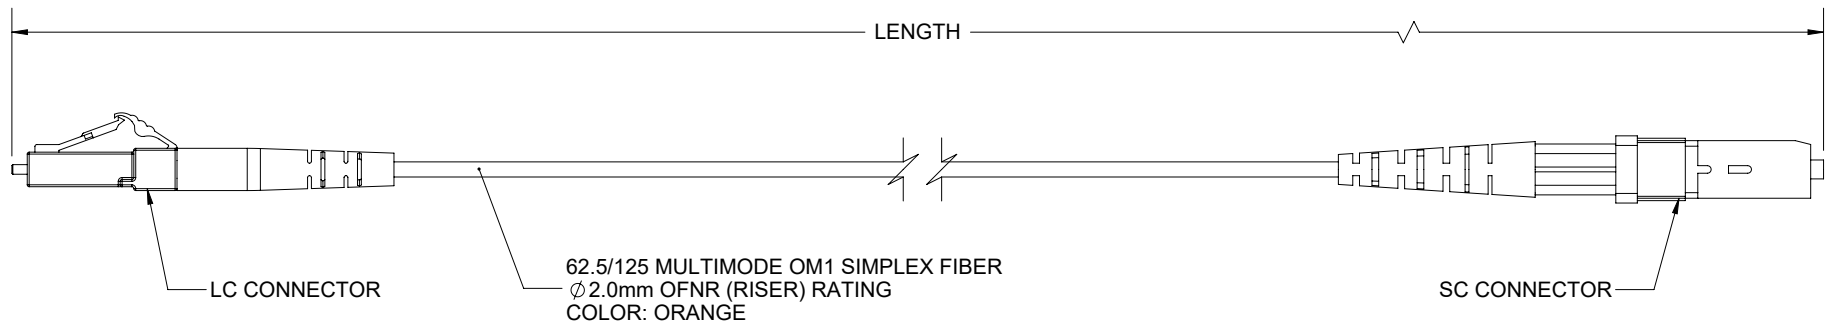 LENGTH
LC CONNECTOR
62.5/125 MULTIMODE OM1 SIMPLEX FIBER
∅2.0mm OFNR (RISER) RATING
COLOR: ORANGE
SC CONNECTOR